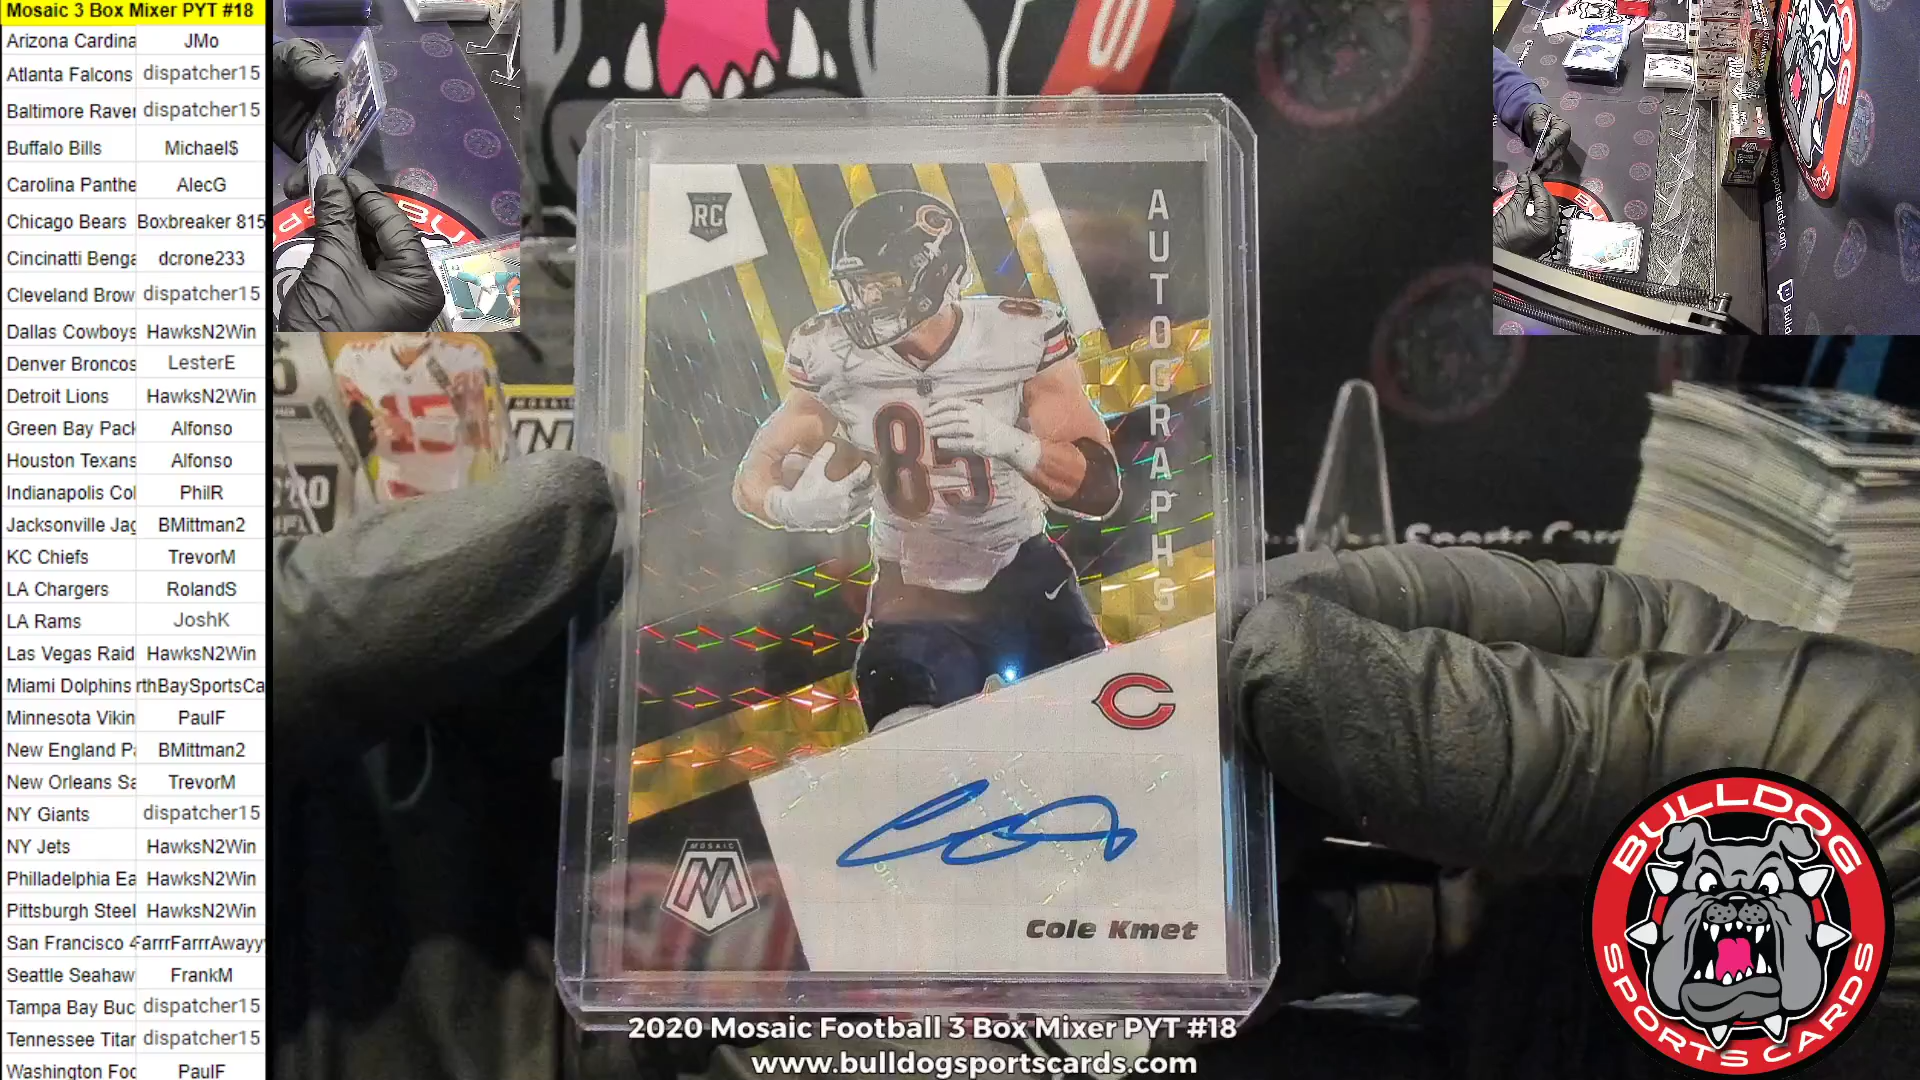 Mosaic 3 Box Mixer PYT #18
Arizona Cardina JMo
Atlanta Falcons dispatcher15
Baltimore Raver dispatcher15
Buffalo Bills Michael$
Carolina Panthe AlecG
Chicago Bears Boxbreaker 815
Cincinatti Benga dcrone233
Cleveland Brow dispatcher15
Dallas Cowboys HawksN2Win
Denver Broncos LesterE
Detroit Lions HawksN2Win
Green Bay Pack Alfonso
Houston Texans Alfonso
Indianapolis Col PhilR
Jacksonville Jag BMittman2
KC Chiefs TrevorM
LA Chargers RolandS
LA Rams JoshK
Las Vegas Raid HawksN2Win
Miami Dolphins rthBaySportsCa
Minnesota Vikin PaulF
New England Pa BMittman2
New Orleans Sa TrevorM
NY Giants dispatcher15
NY Jets HawksN2Win
Philadelphia Ea HawksN2Win
Pittsburgh Steel HawksN2Win
San Francisco 4 FarrrFarrrAwayy
Seattle Seahaw FrankM
Tampa Bay Buc dispatcher15
Tennessee Titar dispatcher15
Washington Foo PaulF
RC
AUTOGRAPHS
85
C
MOSAIC
M
Cole Kmet
15
2020 Mosaic Football 3 Box Mixer PYT #18
www.bulldogsportscards.com
BULLDOG
SPORTS CARDS